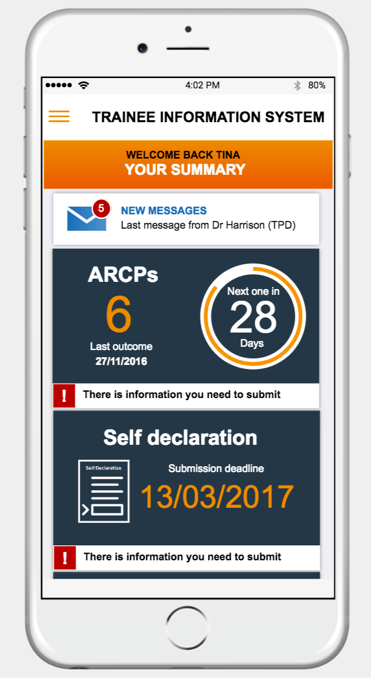 4:02 PM 80%
TRAINEE INFORMATION SYSTEM
WELCOME BACK TINA
YOUR SUMMARY
5
NEW MESSAGES
Last message from Dr Harrison (TPD)
ARCPs
6
Last outcome
27/11/2016
Next one in
28
Days
! There is information you need to submit
Self declaration
Self Declaration
Submission deadline
13/03/2017
! There is information you need to submit